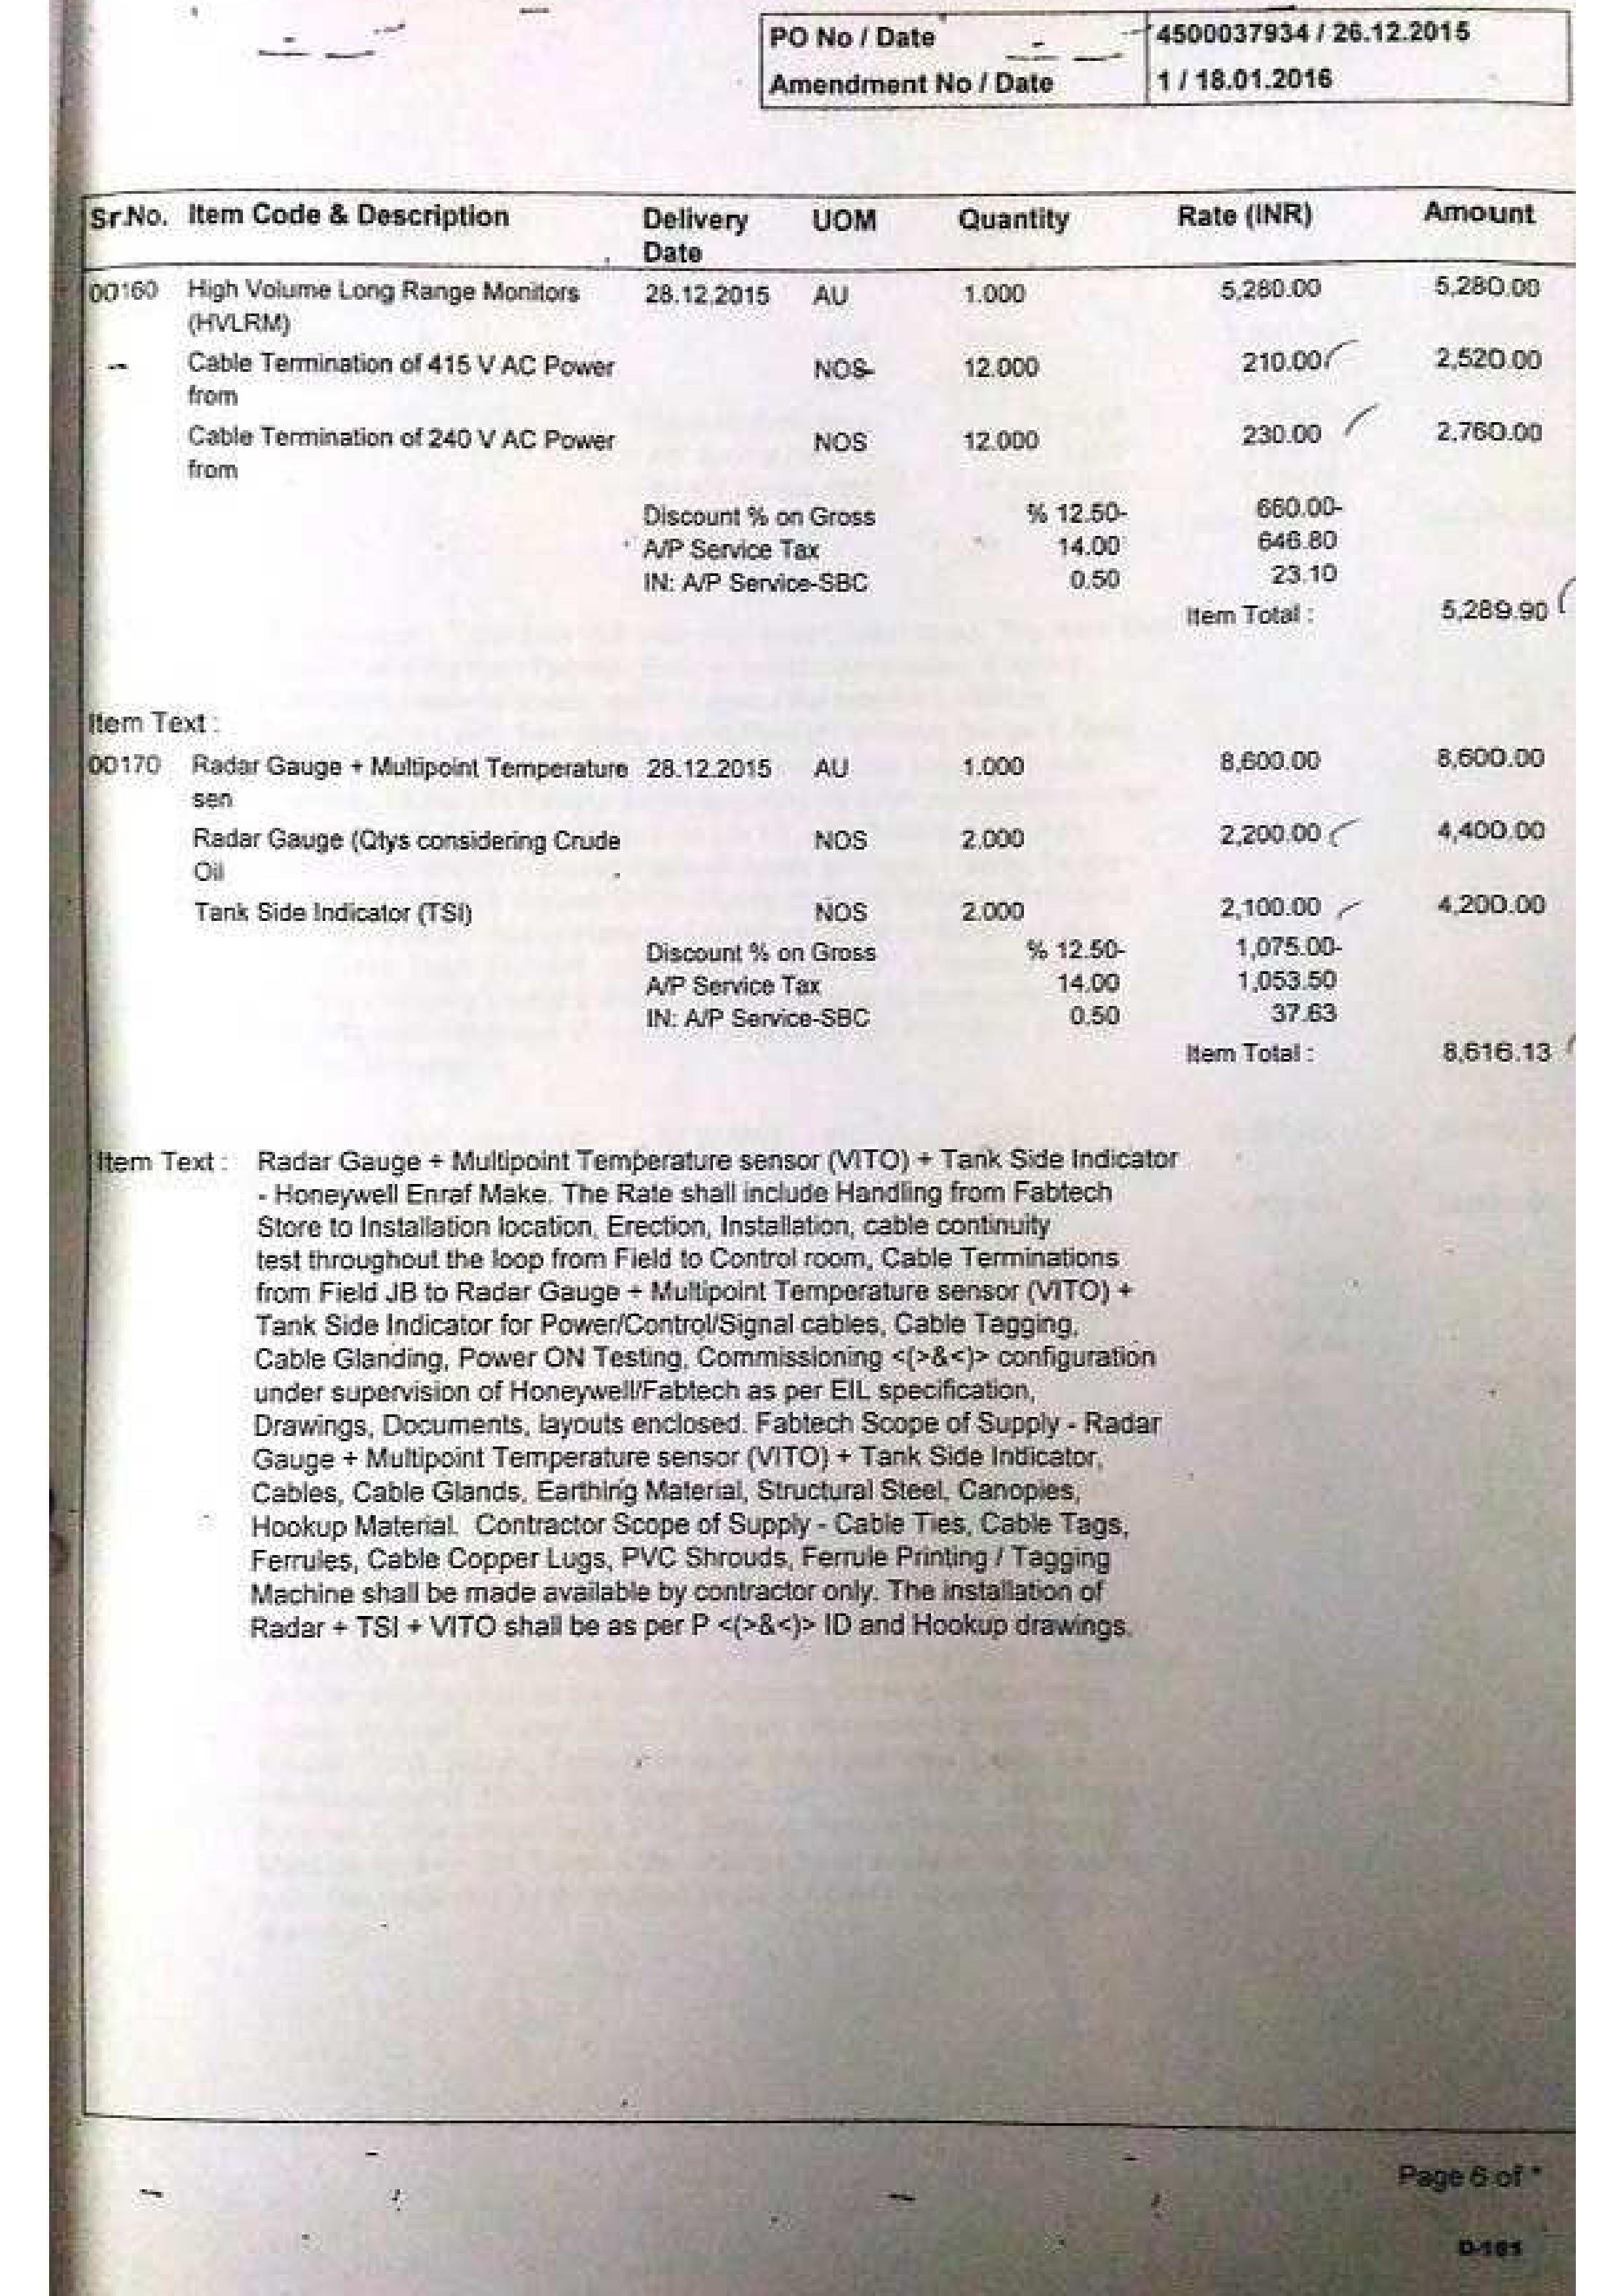 PO No / Date 4500037934 / 26.12.2015
Amendment No / Date 1 / 18.01.2016
Sr.No. Item Code & Description Delivery Date UOM Quantity Rate (INR) Amount
00160 High Volume Long Range Monitors 28.12.2015 AU 1.000 5,280.00 5,280.00
(HVLRM)
Cable Termination of 415 V AC Power NOS 12.000 210.00 2,520.00
from
Cable Termination of 240 V AC Power NOS 12.000 230.00 2,760.00
from
Discount % on Gross % 12.50- 660.00-
A/P Service Tax 14.00 646.80
IN: A/P Service-SBC 0.50 23.10
Item Total : 5,289.90
Item Text :
00170 Radar Gauge + Multipoint Temperature 28.12.2015 AU 1.000 8,600.00 8,600.00
sen
Radar Gauge (Qtys considering Crude NOS 2.000 2,200.00 4,400.00
Oil
Tank Side Indicator (TSI) NOS 2.000 2,100.00 4,200.00
Discount % on Gross % 12.50- 1,075.00-
A/P Service Tax 14.00 1,053.50
IN: A/P Service-SBC 0.50 37.63
Item Total : 8,616.13
Item Text : Radar Gauge + Multipoint Temperature sensor (VITO) + Tank Side Indicator
- Honeywell Enraf Make. The Rate shall include Handling from Fabtech
Store to Installation location, Erection, Installation, cable continuity
test throughout the loop from Field to Control room, Cable Terminations
from Field JB to Radar Gauge + Multipoint Temperature sensor (VITO) +
Tank Side Indicator for Power/Control/Signal cables, Cable Tagging,
Cable Glanding, Power ON Testing, Commissioning <(>&<)> configuration
under supervision of Honeywell/Fabtech as per EIL specification,
Drawings, Documents, layouts enclosed. Fabtech Scope of Supply - Radar
Gauge + Multipoint Temperature sensor (VITO) + Tank Side Indicator,
Cables, Cable Glands, Earthing Material, Structural Steel, Canopies,
Hookup Material. Contractor Scope of Supply - Cable Ties, Cable Tags,
Ferrules, Cable Copper Lugs, PVC Shrouds, Ferrule Printing / Tagging
Machine shall be made available by contractor only. The installation of
Radar + TSI + VITO shall be as per P <(>&<)> ID and Hookup drawings.
Page 6 of *
D-161